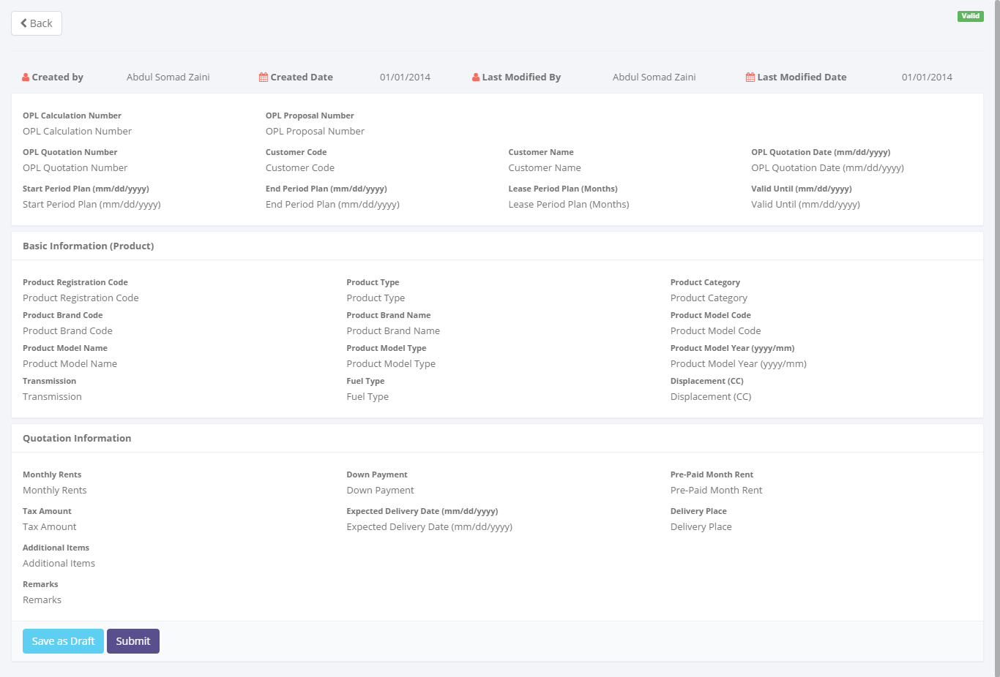 Back
Valid
Created by Abdul Somad Zaini Created Date 01/01/2014 Last Modified By Abdul Somad Zaini Last Modified Date 01/01/2014
OPL Calculation Number OPL Proposal Number
OPL Calculation Number OPL Proposal Number
OPL Quotation Number Customer Code Customer Name OPL Quotation Date (mm/dd/yyyy)
OPL Quotation Number Customer Code Customer Name OPL Quotation Date (mm/dd/yyyy)
Start Period Plan (mm/dd/yyyy) End Period Plan (mm/dd/yyyy) Lease Period Plan (Months) Valid Until (mm/dd/yyyy)
Start Period Plan (mm/dd/yyyy) End Period Plan (mm/dd/yyyy) Lease Period Plan (Months) Valid Until (mm/dd/yyyy)
Basic Information (Product)
Product Registration Code Product Type Product Category
Product Registration Code Product Type Product Category
Product Brand Code Product Brand Name Product Model Code
Product Brand Code Product Brand Name Product Model Code
Product Model Name Product Model Type Product Model Year (yyyy/mm)
Product Model Name Product Model Type Product Model Year (yyyy/mm)
Transmission Fuel Type Displacement (CC)
Transmission Fuel Type Displacement (CC)
Quotation Information
Monthly Rents Down Payment Pre-Paid Month Rent
Monthly Rents Down Payment Pre-Paid Month Rent
Tax Amount Expected Delivery Date (mm/dd/yyyy) Delivery Place
Tax Amount Expected Delivery Date (mm/dd/yyyy) Delivery Place
Additional Items
Additional Items
Remarks
Remarks
Save as Draft Submit